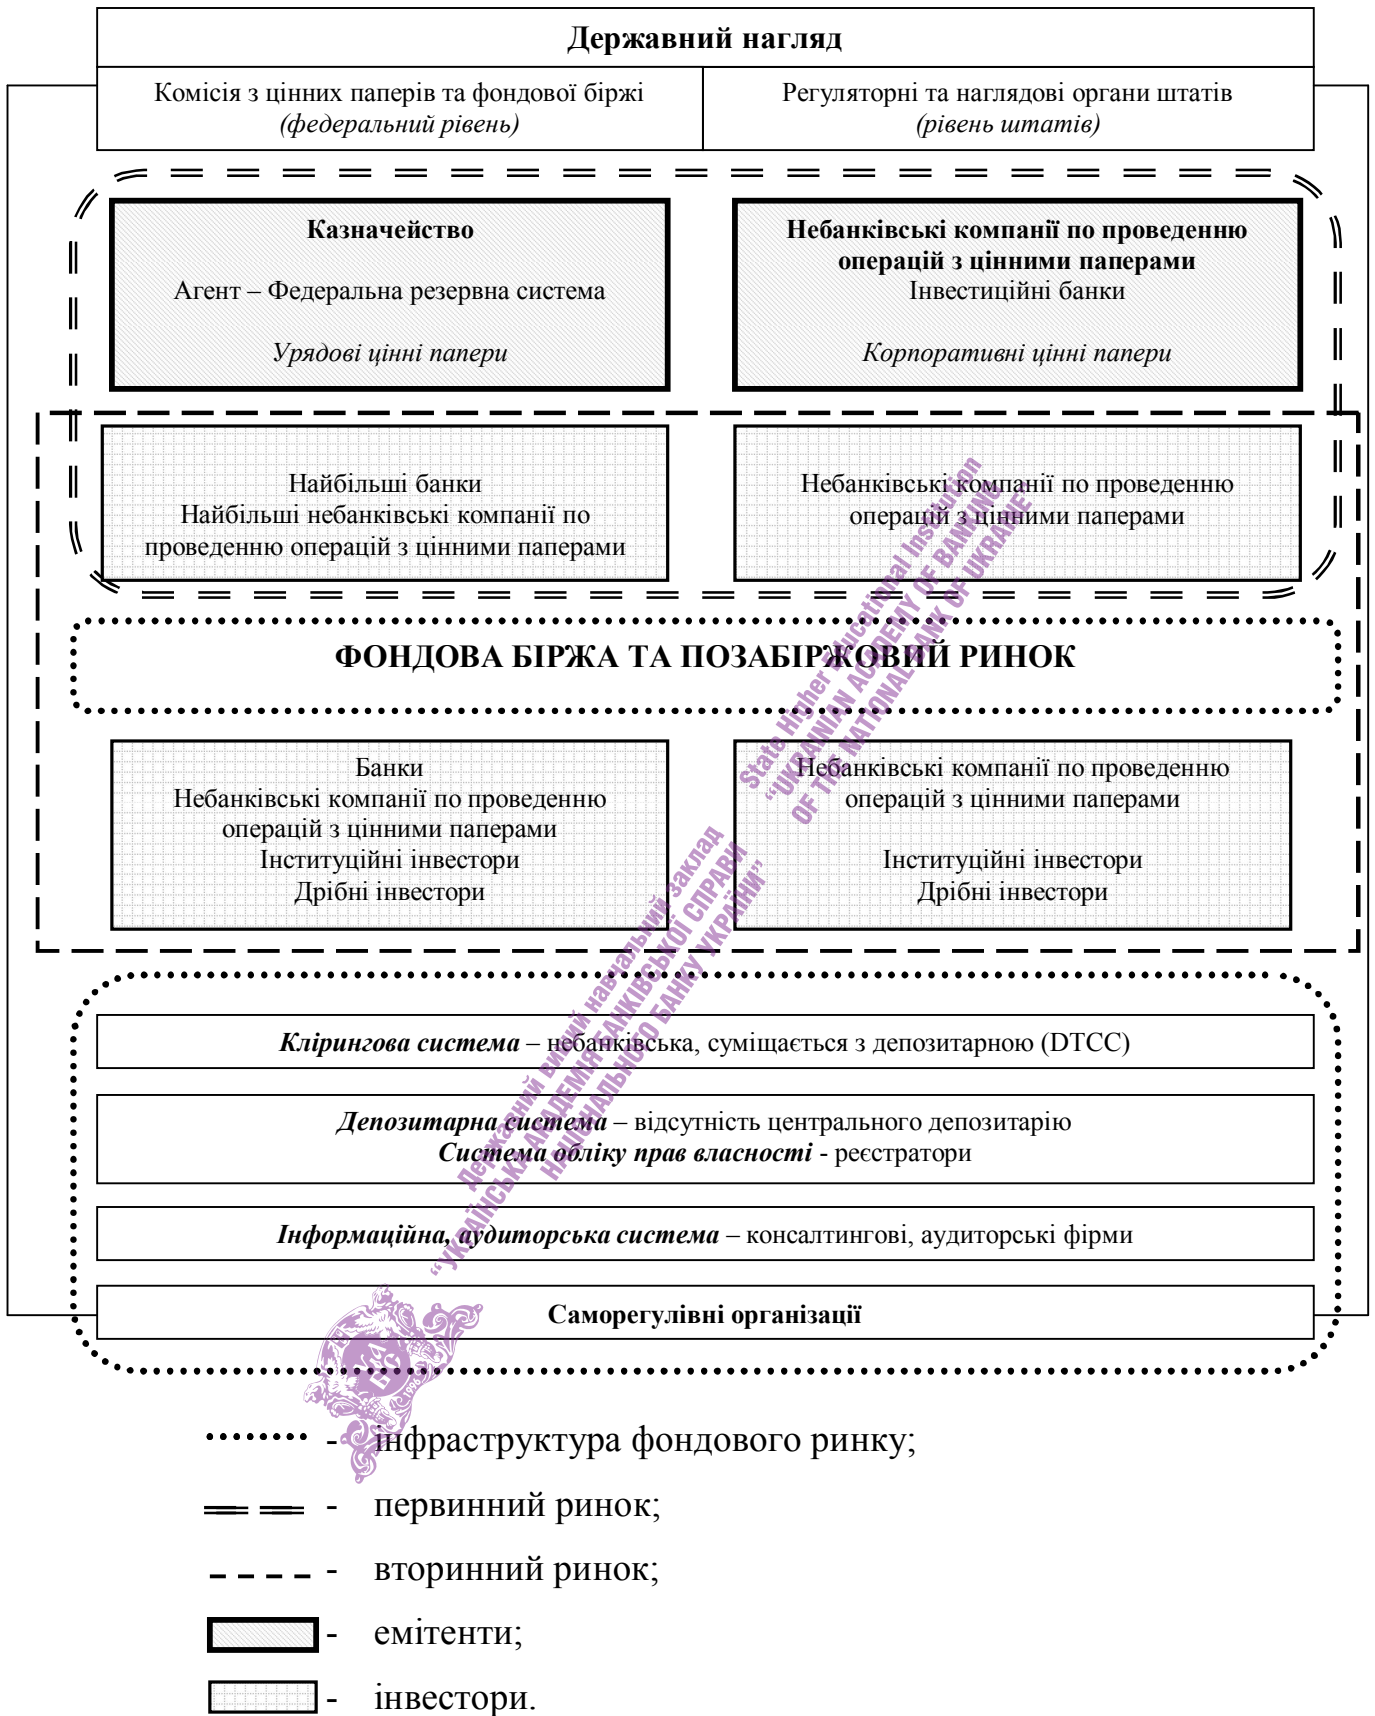 Державний нагляд
Комісія з цінних паперів та фондової біржі
(федеральний рівень)
Регуляторні та наглядові органи штатів
(рівень штатів)
Казначейство
Агент – Федеральна резервна система
Урядові цінні папери
Небанківські компанії по проведенню
операцій з цінними паперами
Інвестиційні банки
Корпоративні цінні папери
Найбільші банки
Найбільші небанківські компанії по
проведенню операцій з цінними паперами
Небанківські компанії по проведенню
операцій з цінними паперами
ФОНДОВА БІРЖА ТА ПОЗАБІРЖОВИЙ РИНОК
Банки
Небанківські компанії по проведенню
операцій з цінними паперами
Інституційні інвестори
Дрібні інвестори
Небанківські компанії по проведенню
операцій з цінними паперами
Інституційні інвестори
Дрібні інвестори
Клірингова система – небанківська, суміщається з депозитарною (DTCC)
Депозитарна система – відсутність центрального депозитарію
Система обліку прав власності - реєстратори
Інформаційна, аудиторська система – консалтингові, аудиторські фірми
Саморегулівні організації
- інфраструктура фондового ринку;
- первинний ринок;
- вторинний ринок;
- емітенти;
- інвестори.
Державний вищий навчальний заклад
“УКРАЇНСЬКА АКАДЕМІЯ БАНКІВСЬКОЇ СПРАВИ
НАЦІОНАЛЬНОГО БАНКУ УКРАЇНИ”
State Higher Educational Institution
“UKRAINIAN ACADEMY OF BANKING
OF THE NATIONAL BANK OF UKRAINE”
1996